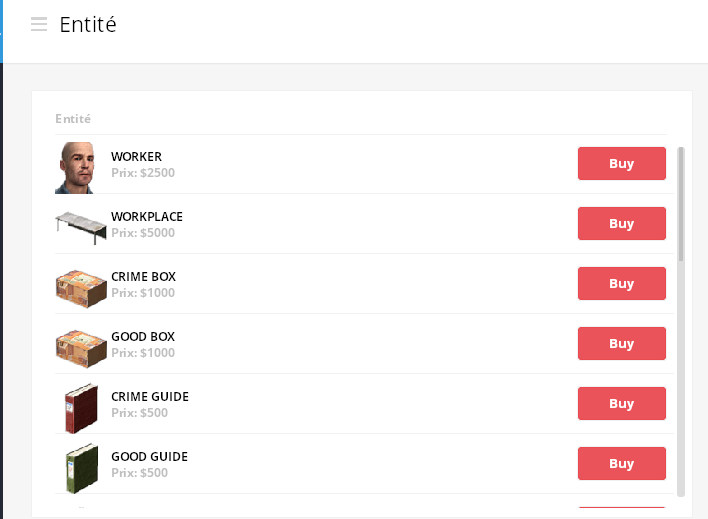 Entité
Entité
WORKER
Prix: $2500
Buy
WORKPLACE
Prix: $5000
Buy
CRIME BOX
Prix: $1000
Buy
GOOD BOX
Prix: $1000
Buy
CRIME GUIDE
Prix: $500
Buy
GOOD GUIDE
Prix: $500
Buy